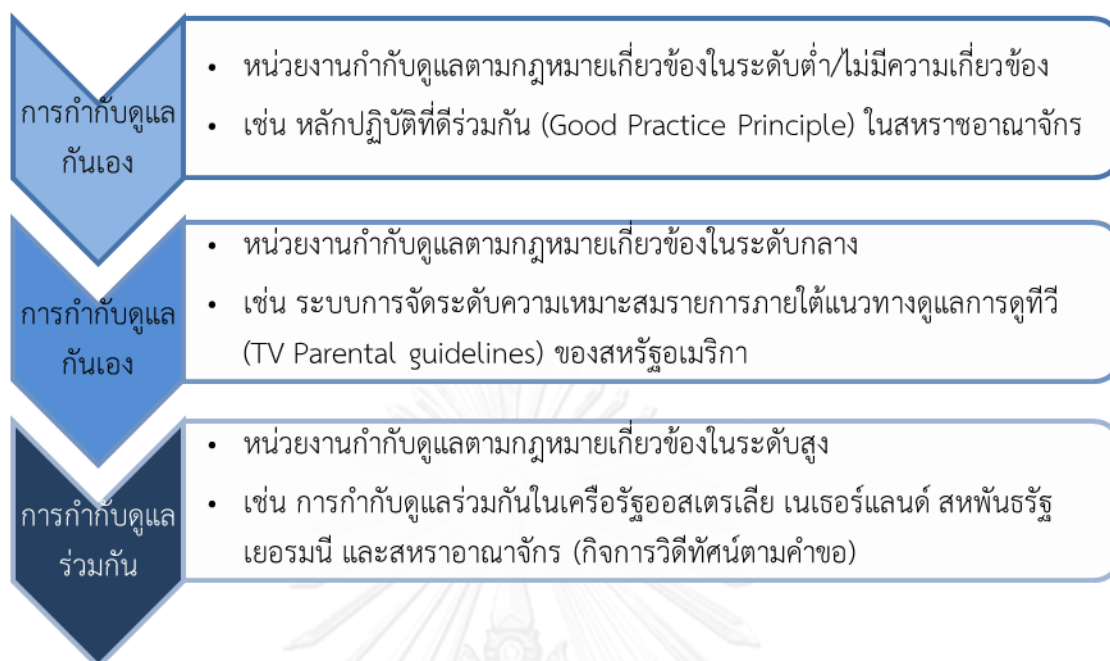 การกำกับดูแล
กันเอง
• หน่วยงานกำกับดูแลตามกฎหมายเกี่ยวข้องในระดับต่ำ/ไม่มีความเกี่ยวข้อง
• เช่น หลักปฏิบัติที่ดีร่วมกัน (Good Practice Principle) ในสหราชอาณาจักร
การกำกับดูแล
กันเอง
• หน่วยงานกำกับดูแลตามกฎหมายเกี่ยวข้องในระดับกลาง
• เช่น ระบบการจัดระดับความเหมาะสมรายการภายใต้แนวทางดูแลการดูทีวี
(TV Parental guidelines) ของสหรัฐอเมริกา
การกำกับดูแล
ร่วมกัน
• หน่วยงานกำกับดูแลตามกฎหมายเกี่ยวข้องในระดับสูง
• เช่น การกำกับดูแลร่วมกันในเครือรัฐออสเตรเลีย เนเธอร์แลนด์ สหพันธรัฐ
เยอรมนี และสหราอาณาจักร (กิจการวิดีทัศน์ตามคำขอ)